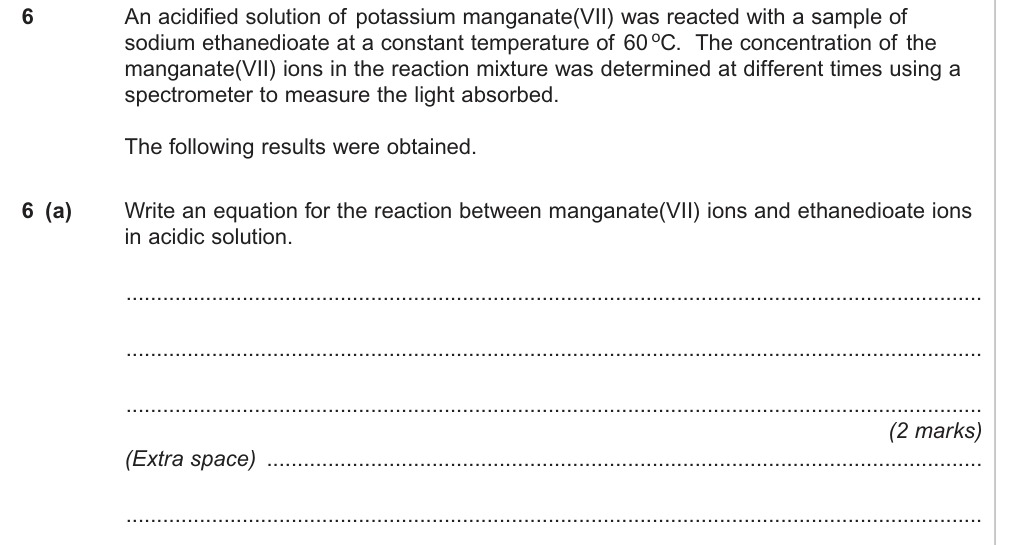 6 An acidified solution of potassium manganate(VII) was reacted with a sample of
sodium ethanedioate at a constant temperature of 60 °C. The concentration of the
manganate(VII) ions in the reaction mixture was determined at different times using a
spectrometer to measure the light absorbed.
The following results were obtained.
6 (a) Write an equation for the reaction between manganate(VII) ions and ethanedioate ions
in acidic solution.
(2 marks)
(Extra space)